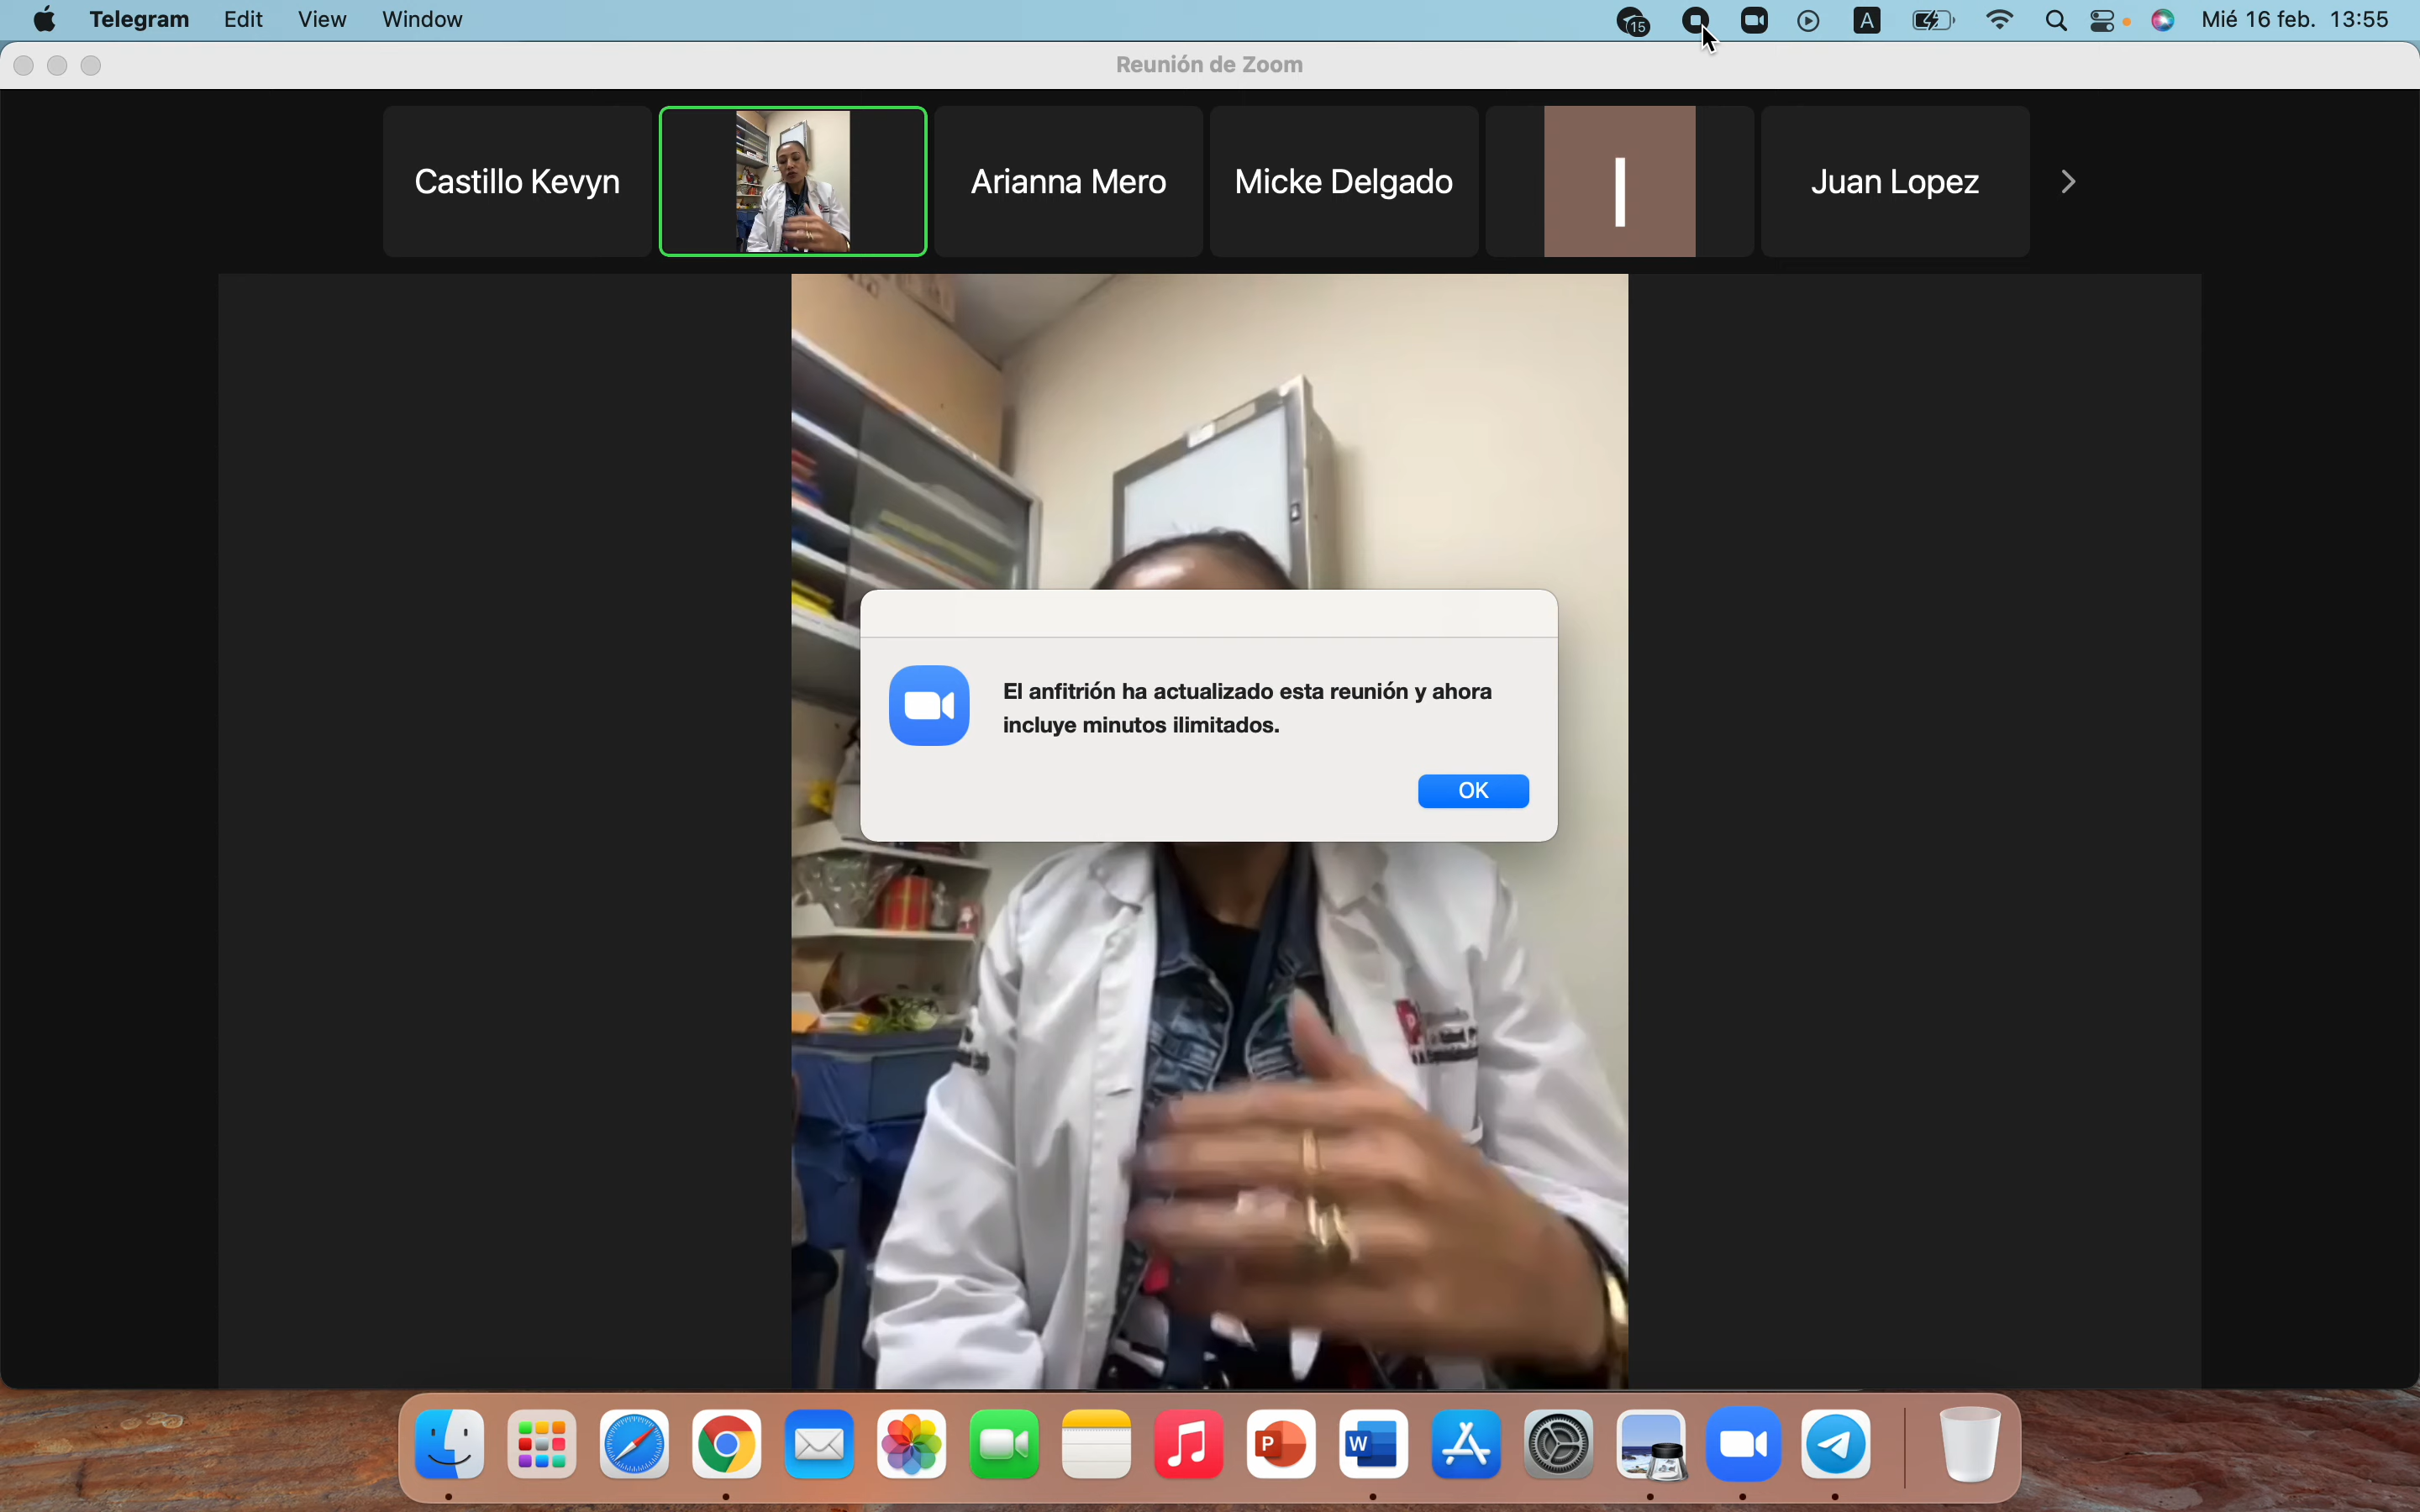 Telegram Edit View Window 15 A Mié 16 feb. 13:55
Reunión de Zoom
Castillo Kevyn Arianna Mero Micke Delgado I Juan Lopez
El anfitrión ha actualizado esta reunión y ahora
incluye minutos ilimitados.
OK
P W